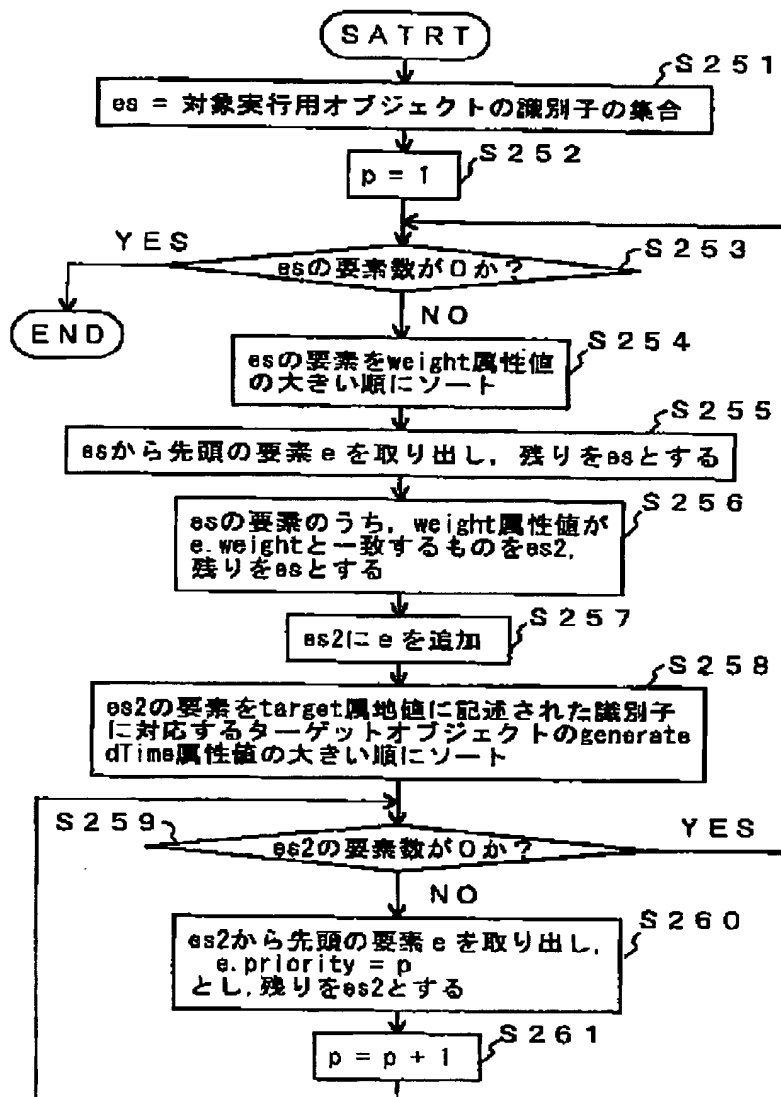 SATRT
S251
es = 対象実行用オブジェクトの識別子の集合
S252
p = 1
YES
S253
esの要素数が0か?
END
NO
S254
esの要素をweight属性値
の大きい順にソート
S255
esから先頭の要素eを取り出し, 残りをesとする
S256
esの要素のうち, weight属性値が
e.weightと一致するものをes2,
残りをesとする
S257
es2にeを追加
S258
es2の要素をtarget属地値に記述された識別子
に対応するターゲットオブジェクトのgenerate
dTime属性値の大きい順にソート
S259
es2の要素数が0か?
YES
NO
S260
es2から先頭の要素eを取り出し,
e.priority = p
とし,残りをes2とする
S261
p = p + 1